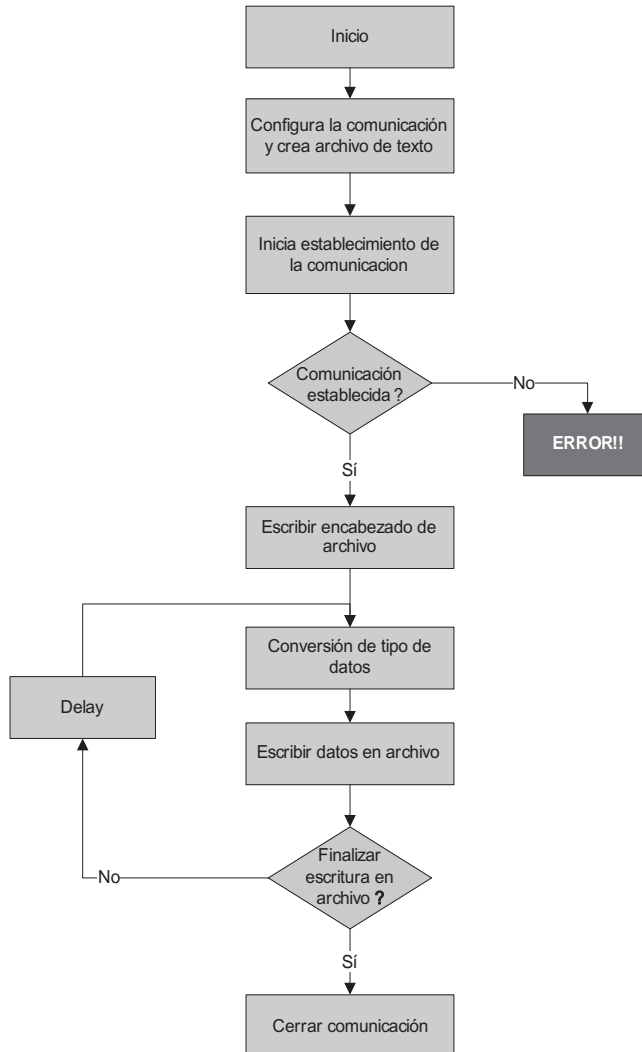 Inicio
Configura la comunicación
y crea archivo de texto
Inicia establecimiento de
la comunicacion
Comunicación
establecida ?
No
ERROR!!
Sí
Escribir encabezado de
archivo
Conversión de tipo de
datos
Delay
Escribir datos en archivo
Finalizar
escritura en
archivo ?
No
Sí
Cerrar comunicación